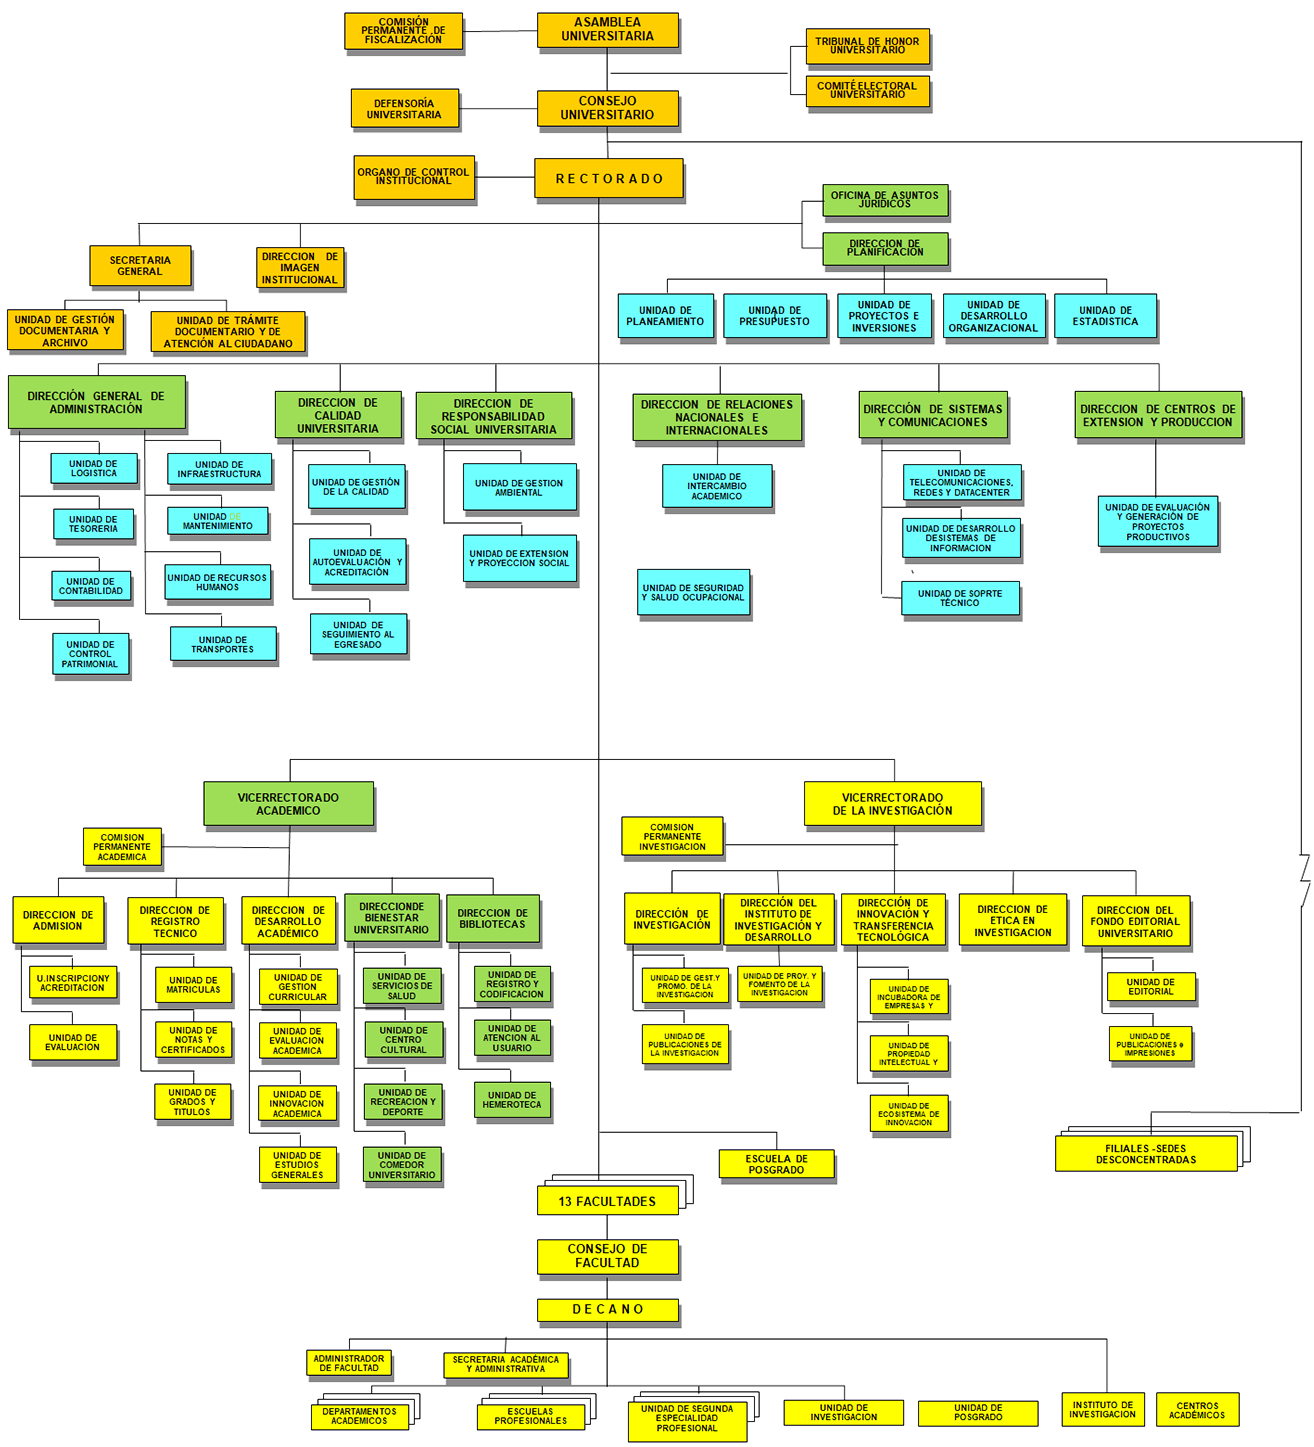 COMISIÓN
PERMANENTE .DE
FISCALIZACIÓN
ASAMBLEA
UNIVERSITARIA
TRIBUNAL DE HONOR
UNIVERSITARIO
COMITÉ ELECTORAL
UNIVERSITARIO
DEFENSORÍA
UNIVERSITARIA
CONSEJO
UNIVERSITARIO
ORGANO DE CONTROL
INSTITUCIONAL
R E C T O R A D O
OFICINA DE ASUNTOS
JURÍDICOS
DIRECCION DE
PLANIFICACIÓN
SECRETARIA
GENERAL
DIRECCION DE
IMAGEN
INSTITUCIONAL
UNIDAD DE GESTIÓN
DOCUMENTARIA Y
ARCHIVO
UNIDAD DE TRÁMITE
DOCUMENTARIO Y DE
ATENCIÓN AL CIUDADANO
UNIDAD DE
PLANEAMIENTO
UNIDAD DE
PRESUPUESTO
UNIDAD DE
PROYECTOS E
INVERSIONES
UNIDAD DE
DESARROLLO
ORGANIZACIONAL
UNIDAD DE
ESTADISTICA
DIRECCIÓN GENERAL DE
ADMINISTRACIÓN
DIRECCION DE
CALIDAD
UNIVERSITARIA
DIRECCION DE
RESPONSABILIDAD
SOCIAL UNIVERSITARIA
DIRECCION DE RELACIONES
NACIONALES E
INTERNACIONALES
DIRECCIÓN DE SISTEMAS
Y COMUNICACIONES
DIRECCION DE CENTROS DE
EXTENSION Y PRODUCCION
UNIDAD DE
LOGISTICA
UNIDAD DE
INFRAESTRUCTURA
UNIDAD DE
TESORERIA
UNIDAD DE
MANTENIMIENTO
UNIDAD DE
CONTABILIDAD
UNIDAD DE RECURSOS
HUMANOS
UNIDAD DE
CONTROL
PATRIMONIAL
UNIDAD DE
TRANSPORTES
UNIDAD DE GESTIÓN
DE LA CALIDAD
UNIDAD DE
AUTOEVALUACIÓN Y
ACREDITACIÓN
UNIDAD DE
SEGUIMIENTO AL
EGRESADO
UNIDAD DE GESTION
AMBIENTAL
UNIDAD DE EXTENSION
Y PROYECCION SOCIAL
UNIDAD DE
INTERCAMBIO
ACADEMICO
UNIDAD DE SEGURIDAD
Y SALUD OCUPACIONAL
UNIDAD DE
TELECOMUNICACIONES,
REDES Y DATACENTER
UNIDAD DE DESARROLLO
DESISTEMAS DE
INFORMACION
UNIDAD DE SOPRTE
TÉCNICO
UNIDAD DE EVALUACIÓN
Y GENERACIÓN DE
PROYECTOS
PRODUCTIVOS
VICERRECTORADO
ACADEMICO
VICERRECTORADO
DE LA INVESTIGACIÓN
COMISION
PERMANENTE
ACADEMICA
COMISION
PERMANENTE
INVESTIGACION
DIRECCION DE
ADMISION
DIRECCION DE
REGISTRO
TECNICO
DIRECCION DE
DESARROLLO
ACADÉMICO
DIRECCIONDE
BIENESTAR
UNIVERSITARIO
DIRECCION DE
BIBLIOTECAS
DIRECCIÓN DE
INVESTIGACIÓN
DIRECCIÓN DEL
INSTITUTO DE
INVESTIGACIÓN Y
DESARROLLO
DIRECCIÓN DE
INNOVACIÓN Y
TRANSFERENCIA
TECNOLÓGICA
DIRECCION DE
ETICA EN
INVESTIGACION
DIRECCION DEL
FONDO EDITORIAL
UNIVERSITARIO
U.INSCRIPCIONY
ACREDITACION
UNIDAD DE
EVALUACION
UNIDAD DE
MATRICULAS
UNIDAD DE
NOTAS Y
CERTIFICADOS
UNIDAD DE
GRADOS Y
TITULOS
UNIDAD DE
GESTION
CURRICULAR
UNIDAD DE
EVALUACION
ACADEMICA
UNIDAD DE
INNOVACION
ACADEMICA
UNIDAD DE
ESTUDIOS
GENERALES
UNIDAD DE
SERVICIOS DE
SALUD
UNIDAD DE
CENTRO
CULTURAL
UNIDAD DE
RECREACION Y
DEPORTE
UNIDAD DE
COMEDOR
UNIVERSITARIO
UNIDAD DE
REGISTRO Y
CODIFICACIÓN
UNIDAD DE
ATENCION AL
USUARIO
UNIDAD DE
HEMEROTECA
UNIDAD DE GEST.Y
PROMO. DE LA
INVESTIGACION
UNIDAD DE
PUBLICACIONES DE
LA INVESTIGACION
UNIDAD DE PROY. Y
FOMENTO DE LA
INVESTIGACION
UNIDAD DE
INCUBADORA DE
EMPRESAS Y
UNIDAD DE
PROPIEDAD
INTELECTUAL Y
UNIDAD DE
ECOSISTEMA DE
INNOVACION
UNIDAD DE
EDITORIAL
UNIDAD DE
PUBLICACIONES e
IMPRESIONES
FILIALES -SEDES
DESCONCENTRADAS
ESCUELA DE
POSGRADO
13 FACULTADES
CONSEJO DE
FACULTAD
D E C A N O
ADMINISTRADOR
DE FACULTAD
SECRETARIA ACADÉMICA
Y ADMINISTRATIVA
DEPARTAMENTOS
ACADEMICOS
ESCUELAS
PROFESIONALES
UNIDAD DE SEGUNDA
ESPECIALIDAD
PROFESIONAL
UNIDAD DE
INVESTIGACION
UNIDAD DE
POSGRADO
INSTITUTO DE
INVESTIGACION
CENTROS
ACADÉMICOS